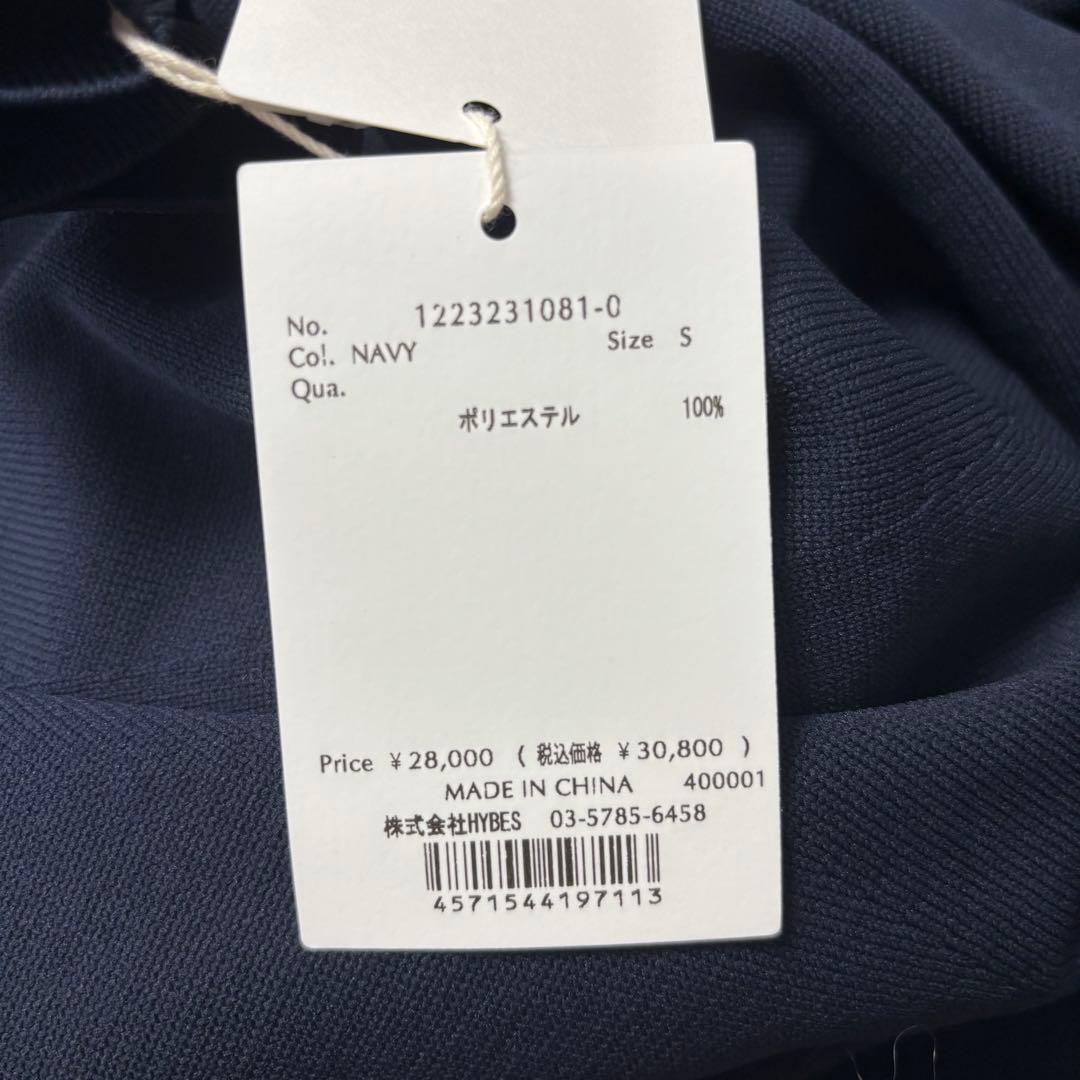 No. 1223231081-0
Col. NAVY Size S
Qua.
ポリエステル 100%
Price ¥28,000 ( 税込価格 ¥30,800 )
MADE IN CHINA 400001
株式会社HYBES 03-5785-6458
4571544197113